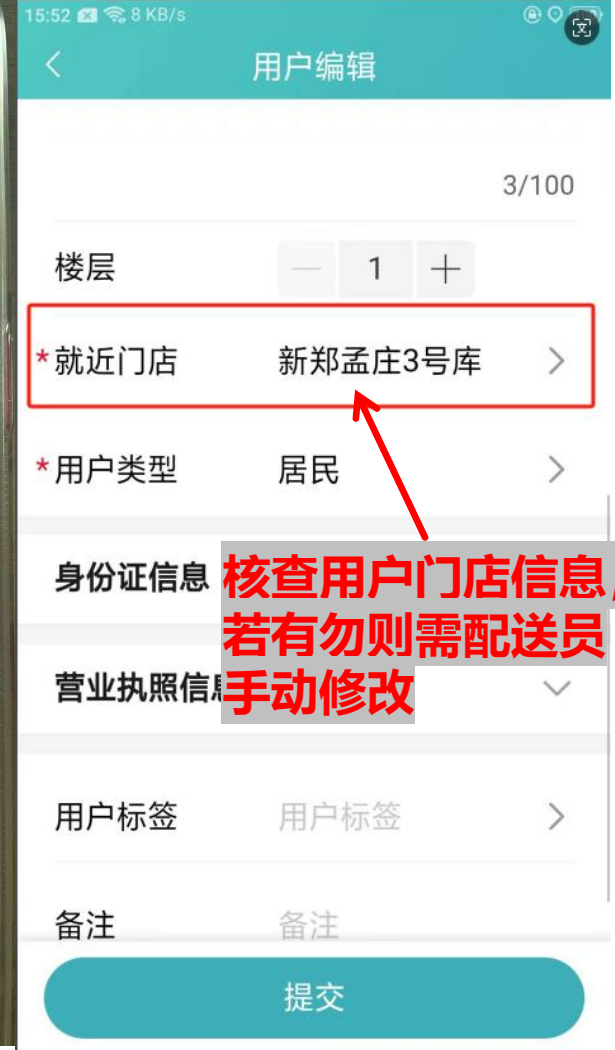 15:52 8 KB/s
用户编辑
3/100
楼层 1
*就近门店 新郑孟庄3号库
*用户类型 居民
身份证信息
核查用户门店信息,
若有勿则需配送员
手动修改
营业执照信息
用户标签 用户标签
备注 备注
提交